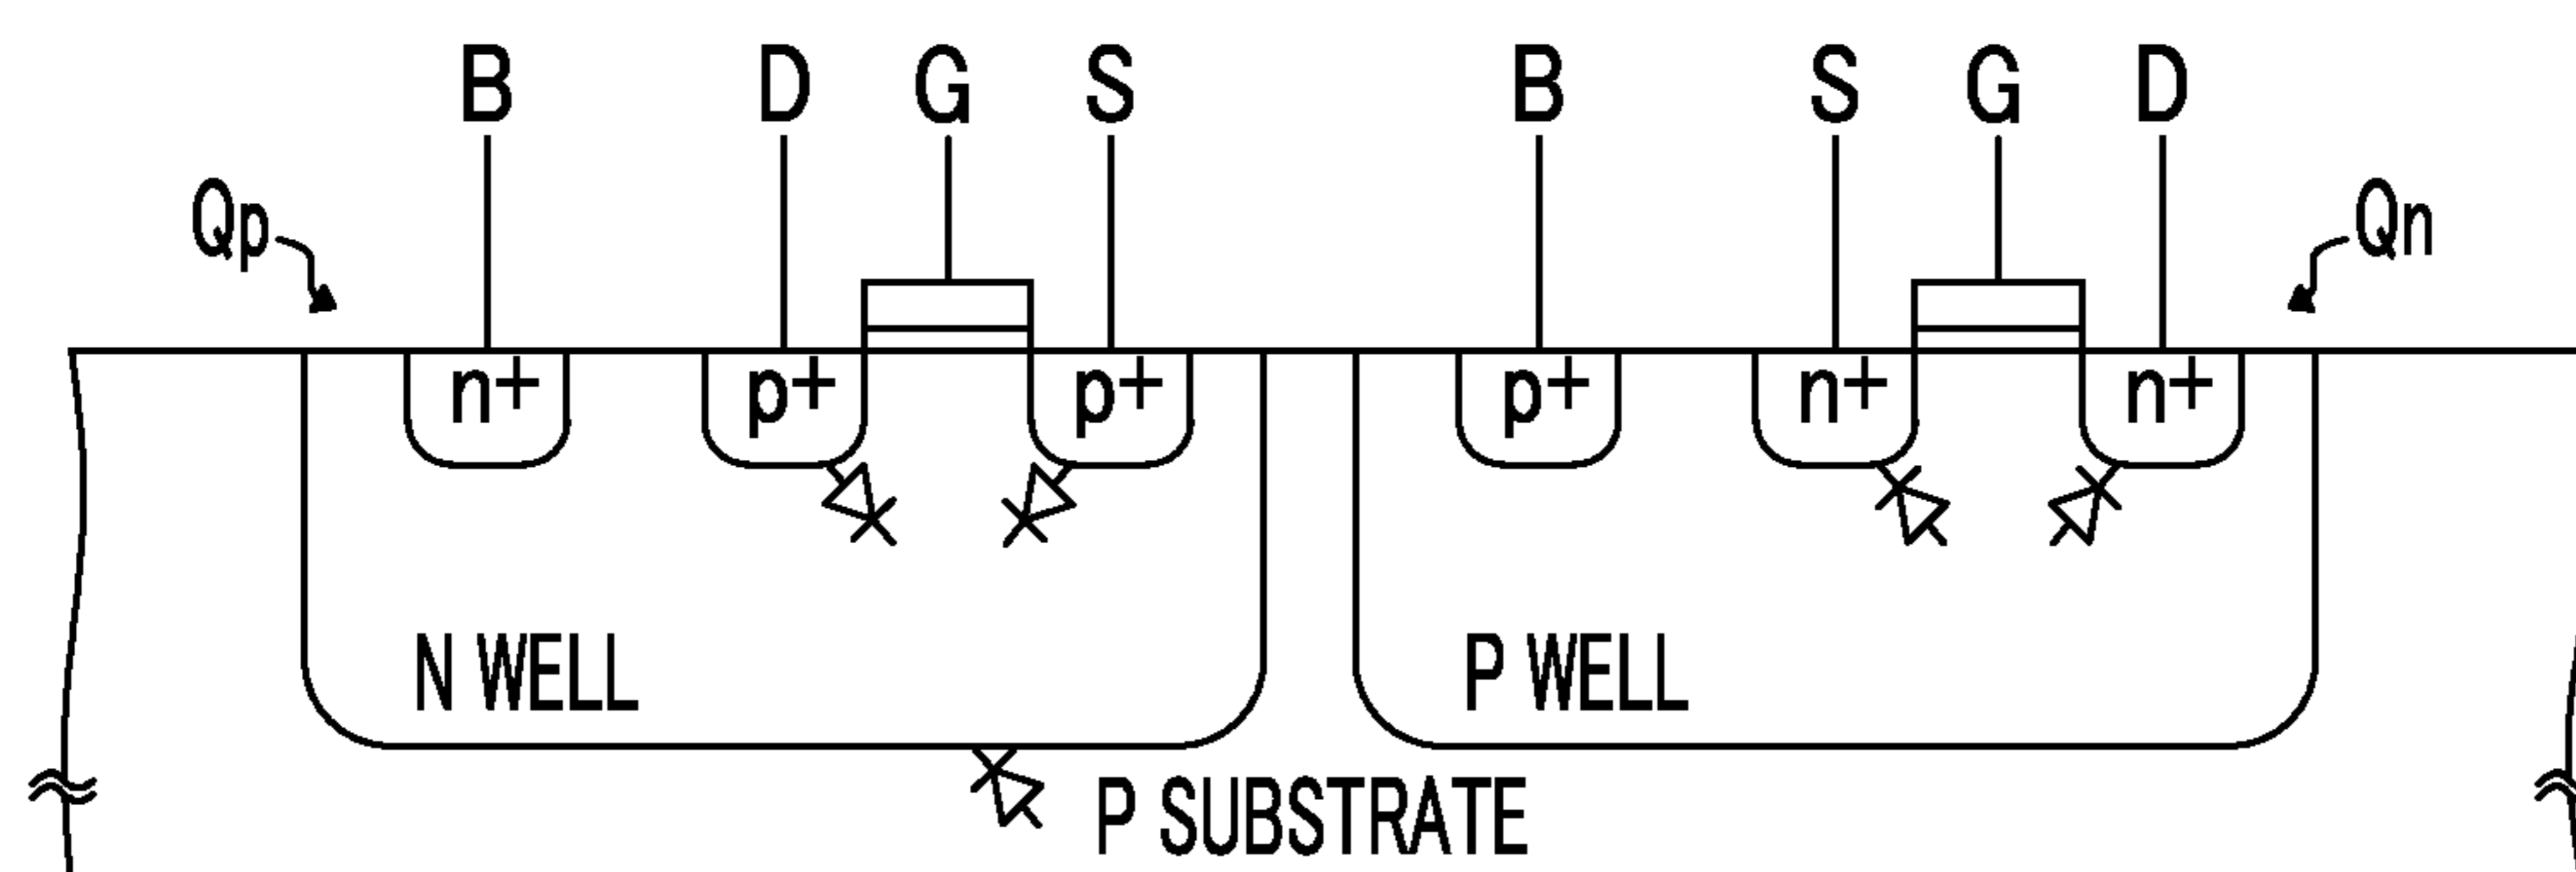 B D G S B S G D
Qp Qn
n+ p+ p+ p+ n+ n+
N WELL P WELL
P SUBSTRATE